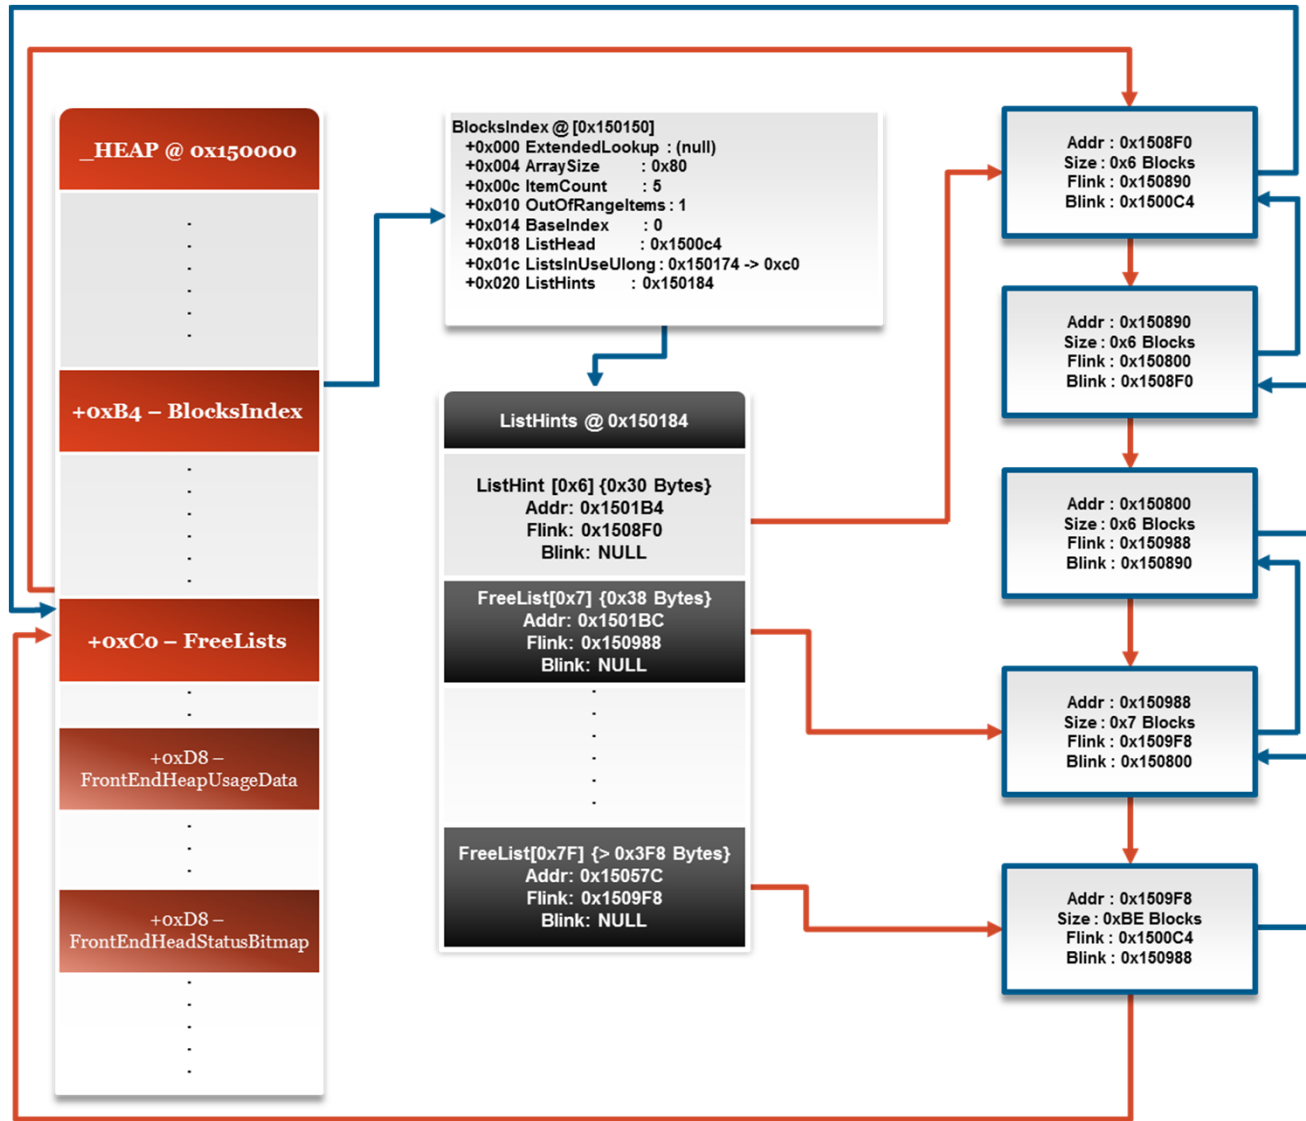 _HEAP @ 0x150000
+0xB4 – BlocksIndex
+0xC0 – FreeLists
+0xD8 –
FrontEndHeapUsageData
+0xD8 –
FrontEndHeadStatusBitmap
BlocksIndex @ [0x150150]
+0x000 ExtendedLookup : (null)
+0x004 ArraySize : 0x80
+0x00c ItemCount : 5
+0x010 OutOfRangeItems : 1
+0x014 BaseIndex : 0
+0x018 ListHead : 0x1500c4
+0x01c ListsInUseUlong : 0x150174 -> 0xc0
+0x020 ListHints : 0x150184
ListHints @ 0x150184
ListHint [0x6] {0x30 Bytes}
Addr: 0x1501B4
Flink: 0x1508F0
Blink: NULL
FreeList[0x7] {0x38 Bytes}
Addr: 0x1501BC
Flink: 0x150988
Blink: NULL
FreeList[0x7F] {> 0x3F8 Bytes}
Addr: 0x15057C
Flink: 0x1509F8
Blink: NULL
Addr : 0x1508F0
Size : 0x6 Blocks
Flink : 0x150890
Blink : 0x1500C4
Addr : 0x150890
Size : 0x6 Blocks
Flink : 0x150800
Blink : 0x1508F0
Addr : 0x150800
Size : 0x6 Blocks
Flink : 0x150988
Blink : 0x150890
Addr : 0x150988
Size : 0x7 Blocks
Flink : 0x1509F8
Blink : 0x150800
Addr : 0x1509F8
Size : 0xBE Blocks
Flink : 0x1500C4
Blink : 0x150988